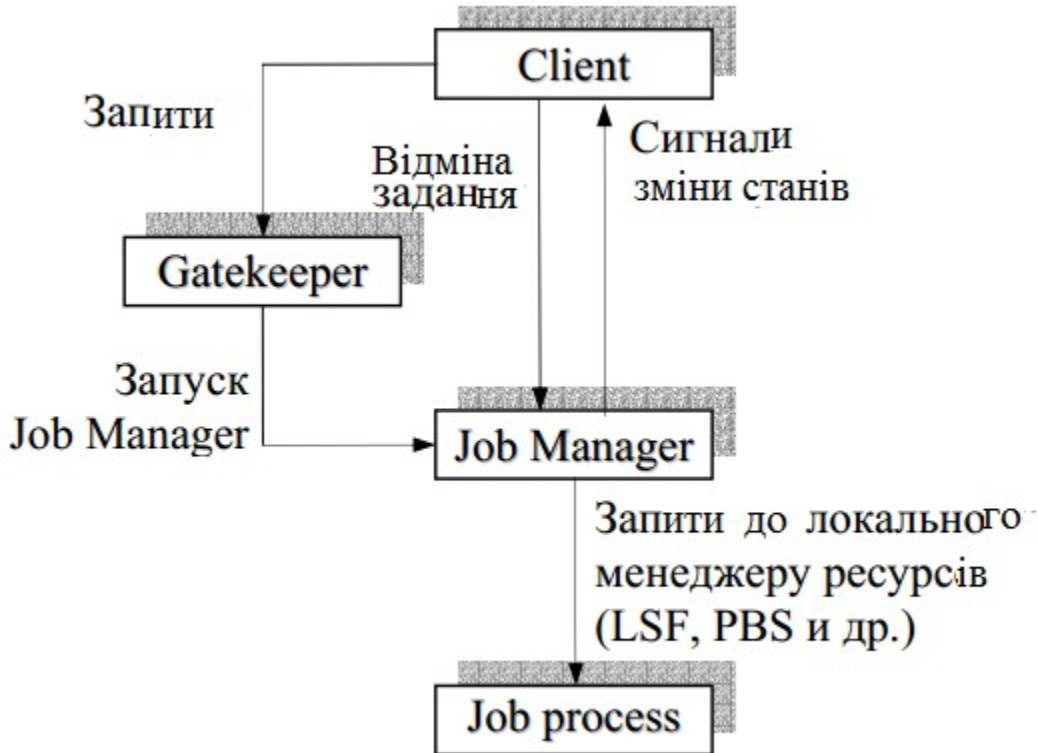 Client
Запити
Відміна
задання
Сигнали
зміни станів
Gatekeeper
Запуск
Job Manager
Job Manager
Запити до локального
менеджеру ресурсів
(LSF, PBS и др.)
Job process